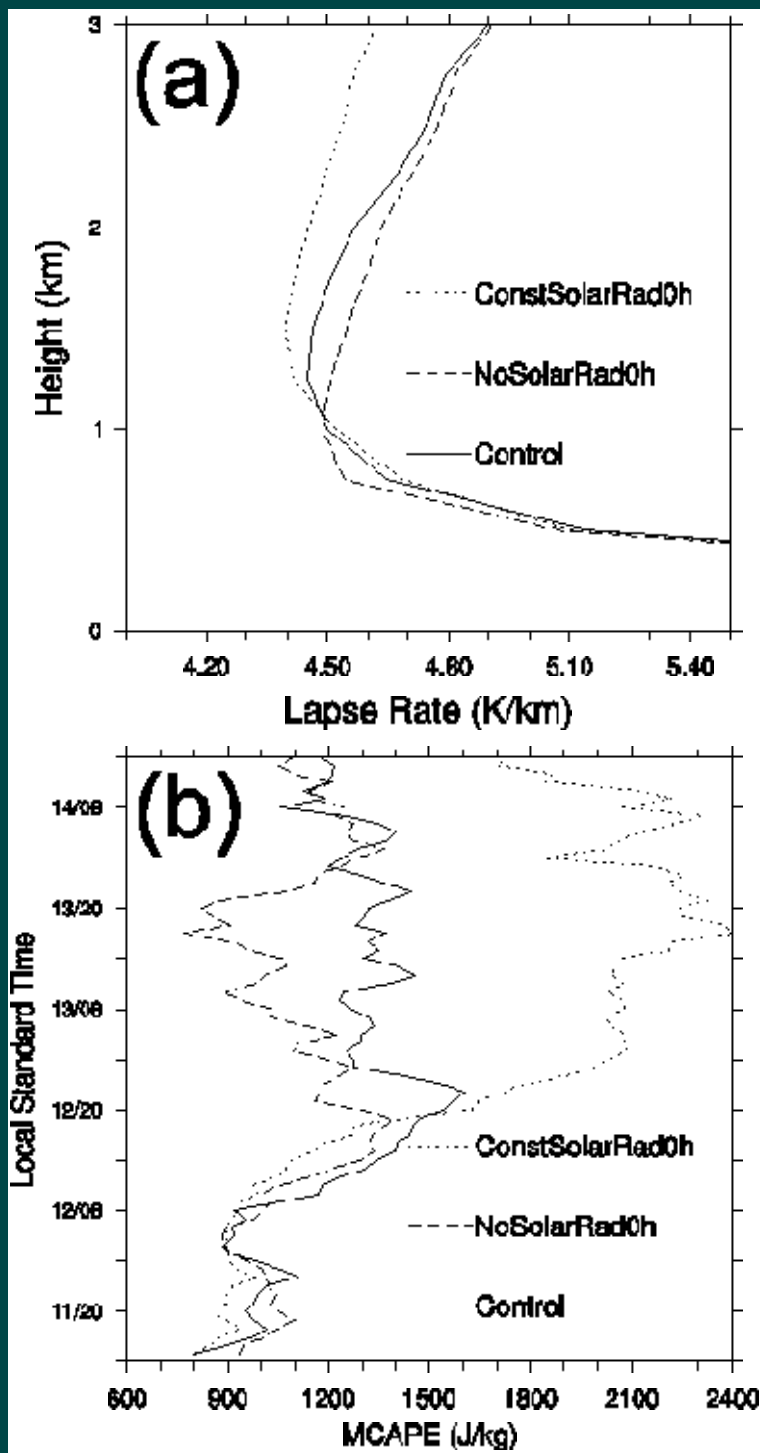 (a)
3
2
1
0
Height (km)
ConstSolarRad0h
NoSolarRad0h
Control
4.20 4.50 4.80 5.10 5.40
Lapse Rate (K/km)
(b)
14/08
13/20
13/08
12/20
12/08
11/20
Local Standard Time
ConstSolarRad0h
NoSolarRad0h
Control
600 900 1200 1500 1800 2100 2400
MCAPE (J/kg)